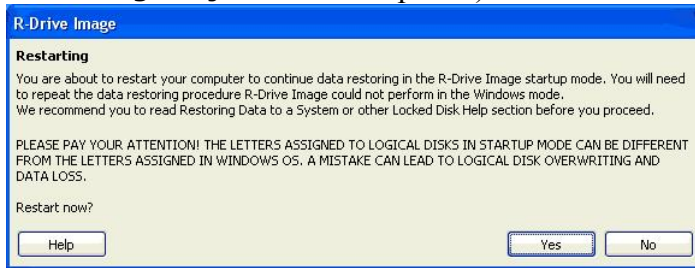 R-Drive Image
Restarting
You are about to restart your computer to continue data restoring in the R-Drive Image startup mode. You will need
to repeat the data restoring procedure R-Drive Image could not perform in the Windows mode.
We recommend you to read Restoring Data to a System or other Locked Disk Help section before you proceed.
PLEASE PAY YOUR ATTENTION! THE LETTERS ASSIGNED TO LOGICAL DISKS IN STARTUP MODE CAN BE DIFFERENT
FROM THE LETTERS ASSIGNED IN WINDOWS OS. A MISTAKE CAN LEAD TO LOGICAL DISK OVERWRITING AND
DATA LOSS.
Restart now?
Help Yes No